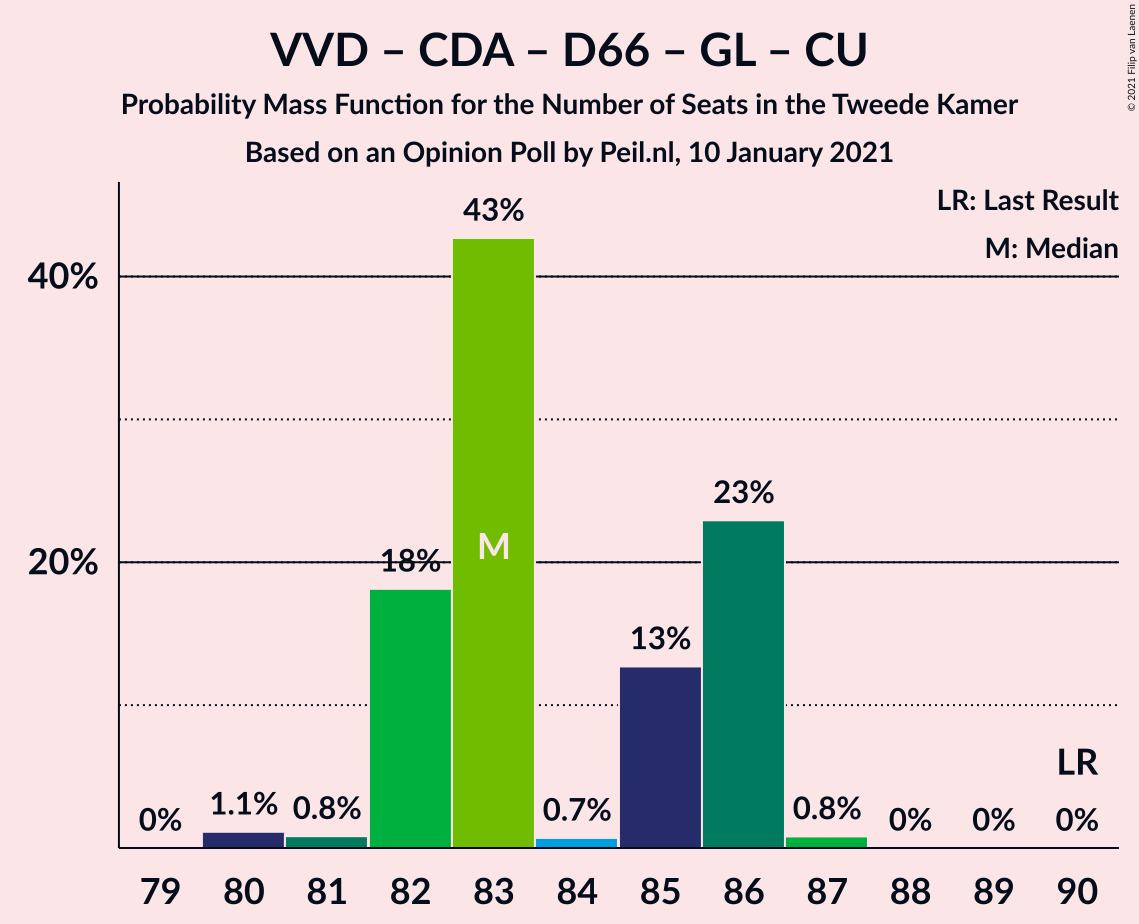 VVD – CDA – D66 – GL – CU
Probability Mass Function for the Number of Seats in the Tweede Kamer
Based on an Opinion Poll by Peil.nl, 10 January 2021
© 2021 Filip van Laenen
LR: Last Result
M: Median
40%
20%
0%
1.1%
0.8%
18%
43%
M
0.7%
13%
23%
0.8%
0%
0%
LR
0%
79 80 81 82 83 84 85 86 87 88 89 90